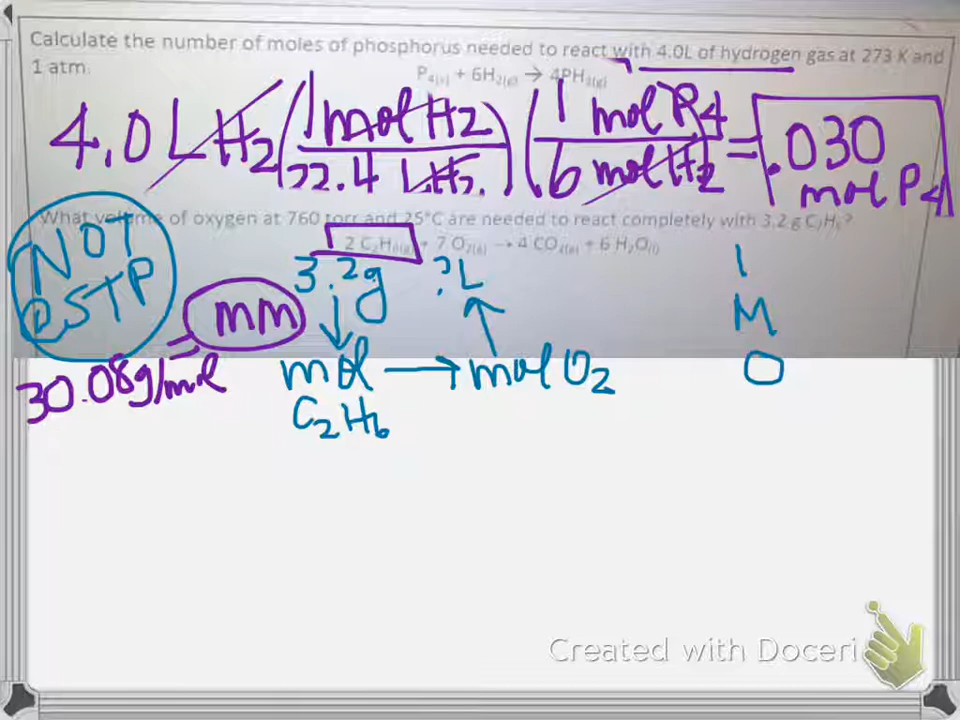 Calculate the number of moles of phosphorus needed to react with 4.0L of hydrogen gas at 273 K and
1 atm.
P4(s) + 6H2(g) → 4PH3(g)
4.0 L H2 (1 mol H2 / 22.4 L H2) (1 mol P4 / 6 mol H2) = .030 mol P4
What volume of oxygen at 760 torr and 25°C are needed to react completely with 3.2 g C2H6?
2 C2H6(g) + 7 O2(g) → 4 CO2(g) + 6 H2O(l)
NOT
@STP
3.2g
? L
I
M
O
mm
=
30.08g/mol
mol → mol O2
C2H6
Created with Doceri